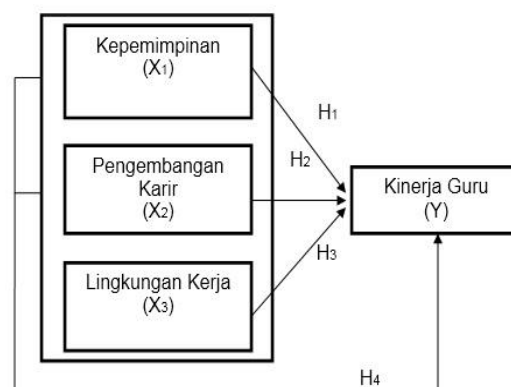 Kepemimpinan
(X₁)
H₁
H₂
Pengembangan
Karir
(X₂)
Kinerja Guru
(Y)
H₃
Lingkungan Kerja
(X₃)
H₄